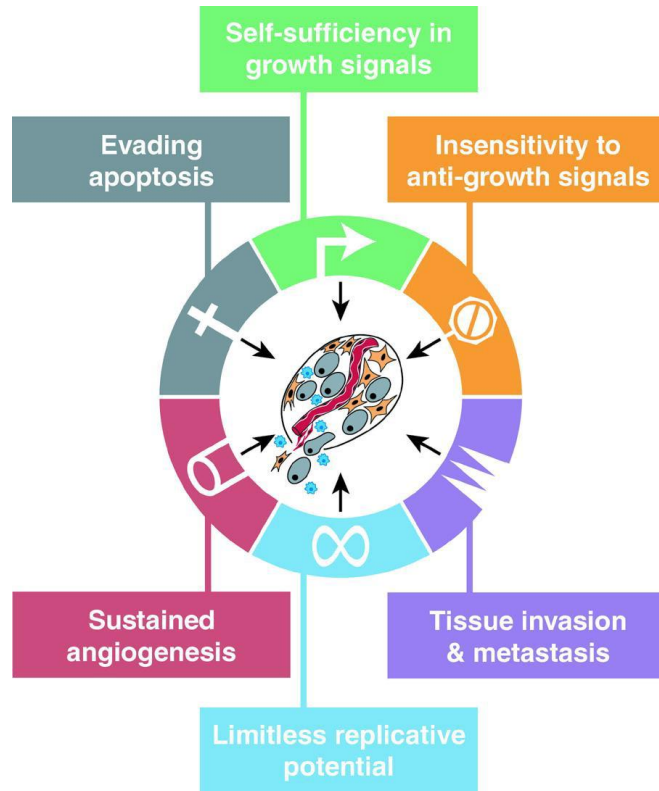 Self-sufficiency in
growth signals
Evading
apoptosis
Insensitivity to
anti-growth signals
Sustained
angiogenesis
Tissue invasion
& metastasis
Limitless replicative
potential